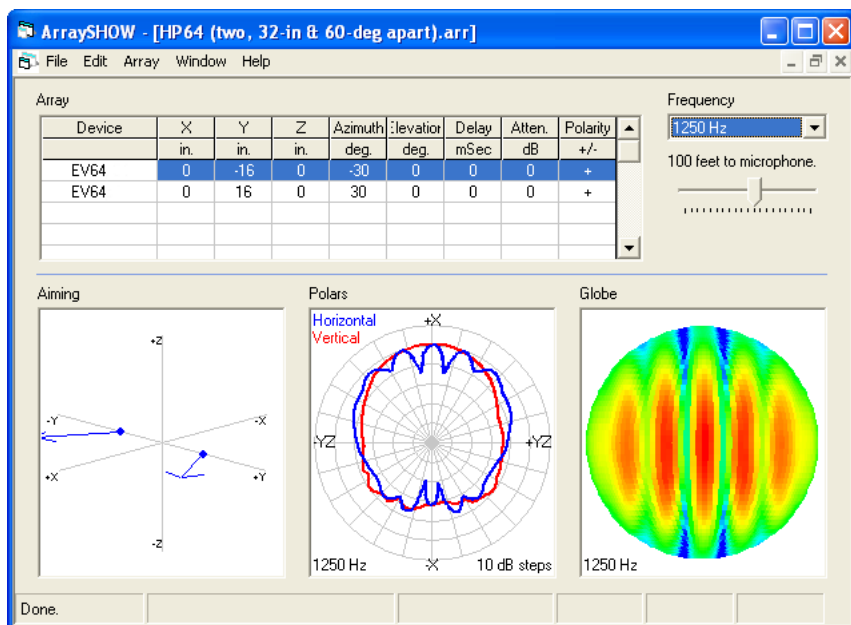 ArraySHOW - [HP64 (two, 32-in & 60-deg apart).arr]
File Edit Array Window Help
Array
Frequency
Device X Y Z Azimuth Elevation Delay Atten. Polarity
in. in. in. deg. deg. mSec dB +/-
1250 Hz
EV64 0 -16 0 -30 0 0 0 +
100 feet to microphone.
EV64 0 16 0 30 0 0 0 +
Aiming
Polars
Globe
+Z
-Y
-X
+X
+Y
-Z
Horizontal
Vertical
+X
-YZ
+YZ
-X
1250 Hz
10 dB steps
1250 Hz
Done.